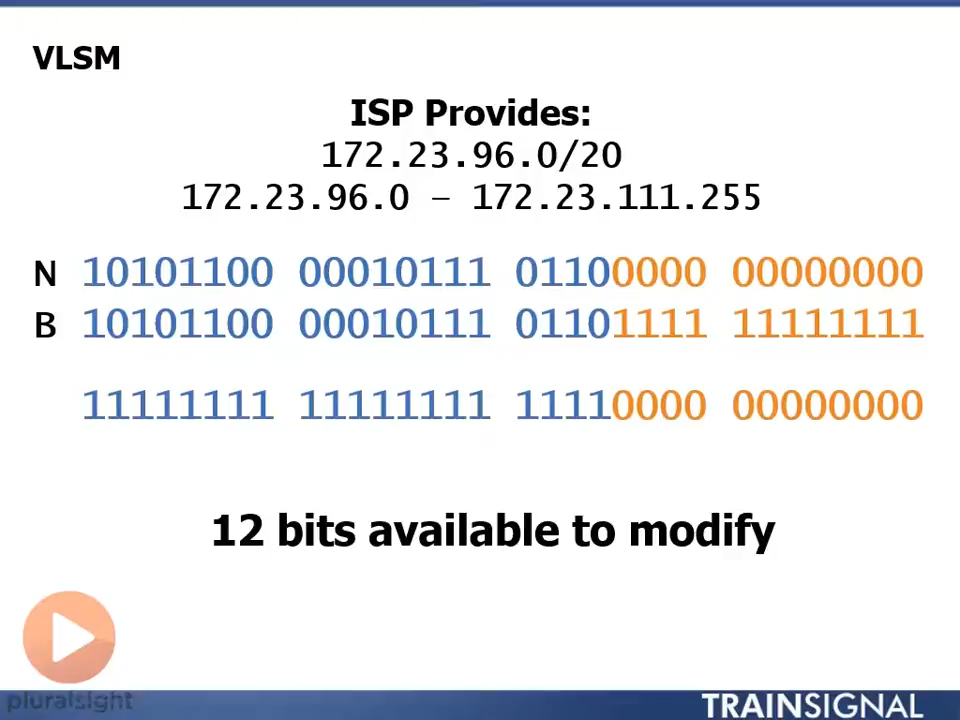 VLSM
ISP Provides:
172.23.96.0/20
172.23.96.0 – 172.23.111.255
N 10101100 00010111 01100000 00000000
B 10101100 00010111 01101111 11111111
11111111 11111111 11110000 00000000
12 bits available to modify
pluralsight
TRAINSIGNAL